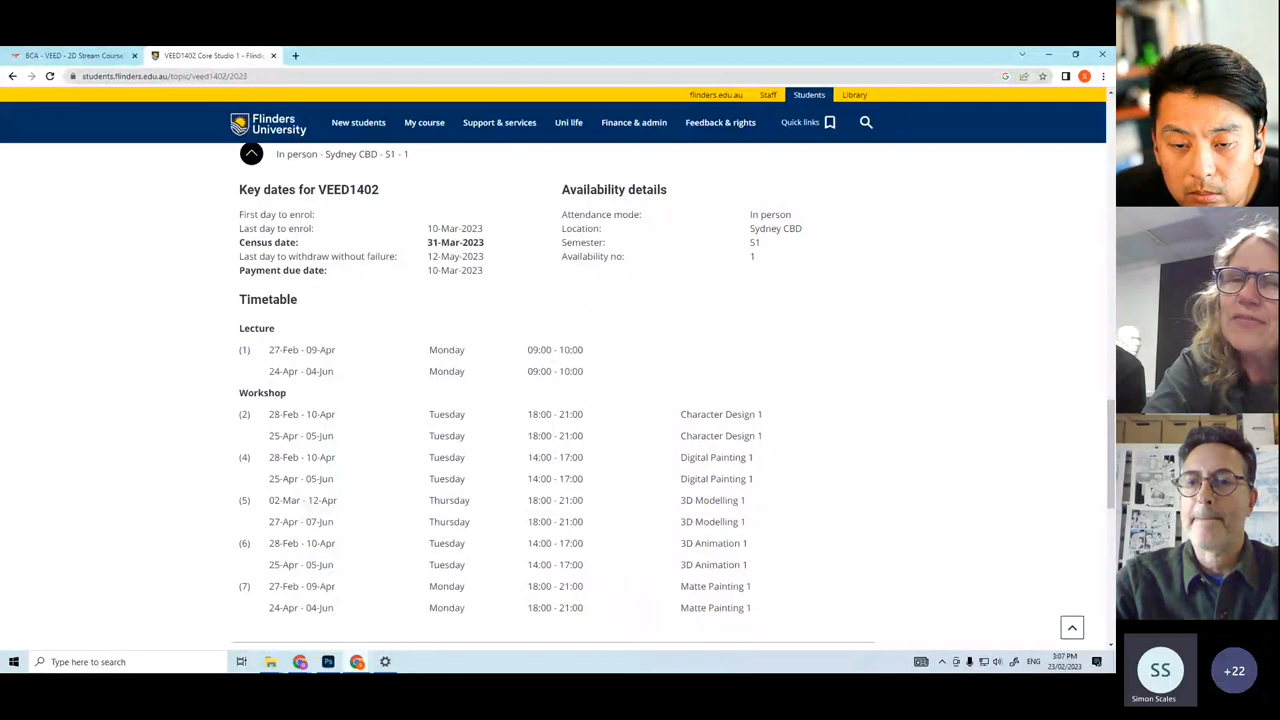 BCA - VEED - 2D Stream Course
VEED1402 Core Studio 1 - Flinde
students.flinders.edu.au/topic/veed1402/2023
flinders.edu.au Staff Students Library
Flinders University
New students My course Support & services Uni life Finance & admin Feedback & rights Quick links
In person - Sydney CBD - S1 - 1
Key dates for VEED1402 Availability details
First day to enrol: Attendance mode: In person
Last day to enrol: 10-Mar-2023 Location: Sydney CBD
Census date: 31-Mar-2023 Semester: S1
Last day to withdraw without failure: 12-May-2023 Availability no: 1
Payment due date: 10-Mar-2023
Timetable
Lecture
(1) 27-Feb - 09-Apr Monday 09:00 - 10:00
24-Apr - 04-Jun Monday 09:00 - 10:00
Workshop
(2) 28-Feb - 10-Apr Tuesday 18:00 - 21:00 Character Design 1
25-Apr - 05-Jun Tuesday 18:00 - 21:00 Character Design 1
(4) 28-Feb - 10-Apr Tuesday 14:00 - 17:00 Digital Painting 1
25-Apr - 05-Jun Tuesday 14:00 - 17:00 Digital Painting 1
(5) 02-Mar - 12-Apr Thursday 18:00 - 21:00 3D Modelling 1
27-Apr - 07-Jun Thursday 18:00 - 21:00 3D Modelling 1
(6) 28-Feb - 10-Apr Tuesday 14:00 - 17:00 3D Animation 1
25-Apr - 05-Jun Tuesday 14:00 - 17:00 3D Animation 1
(7) 27-Feb - 09-Apr Monday 18:00 - 21:00 Matte Painting 1
24-Apr - 04-Jun Monday 18:00 - 21:00 Matte Painting 1
Type here to search
Ps
ENG
3:07 PM
23/02/2023
SS
Simon Scales
+22